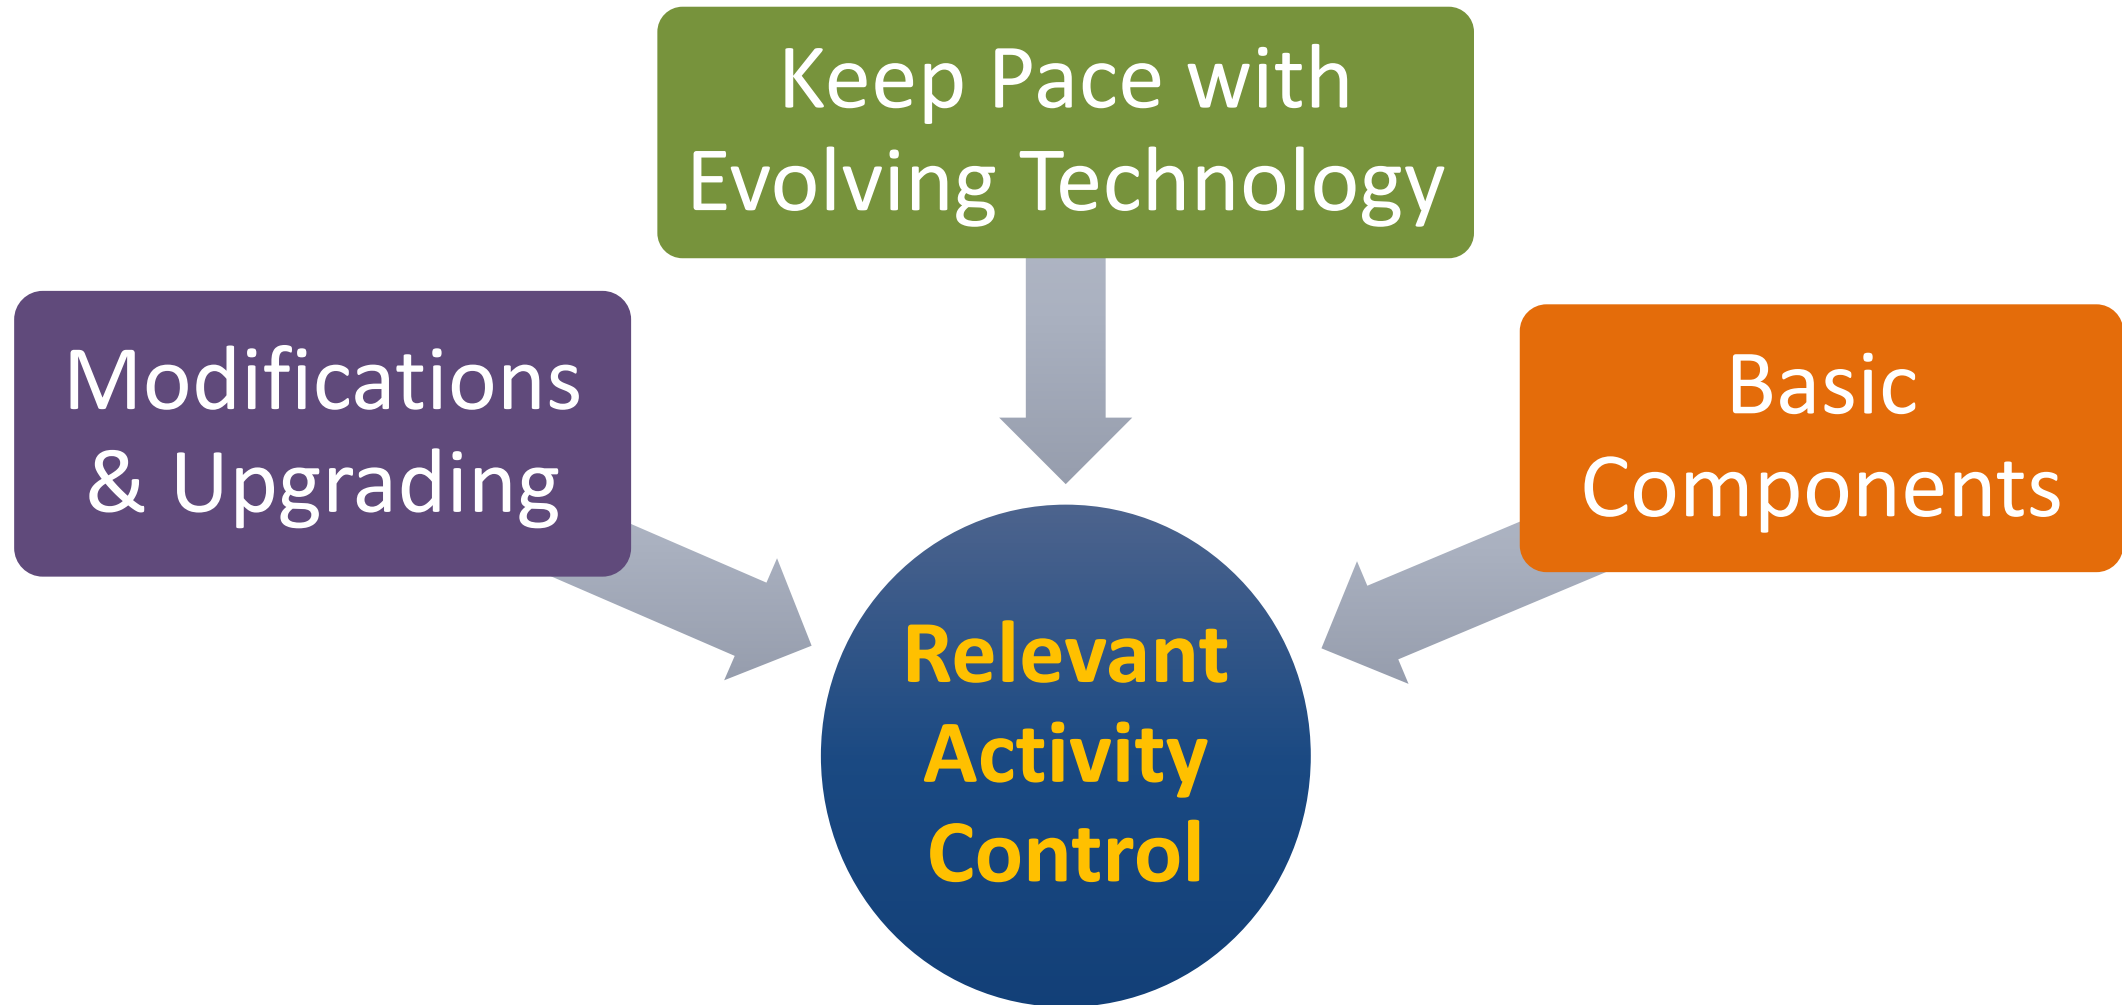 Keep Pace with
Evolving Technology
Modifications
& Upgrading
Basic
Components
Relevant
Activity
Control